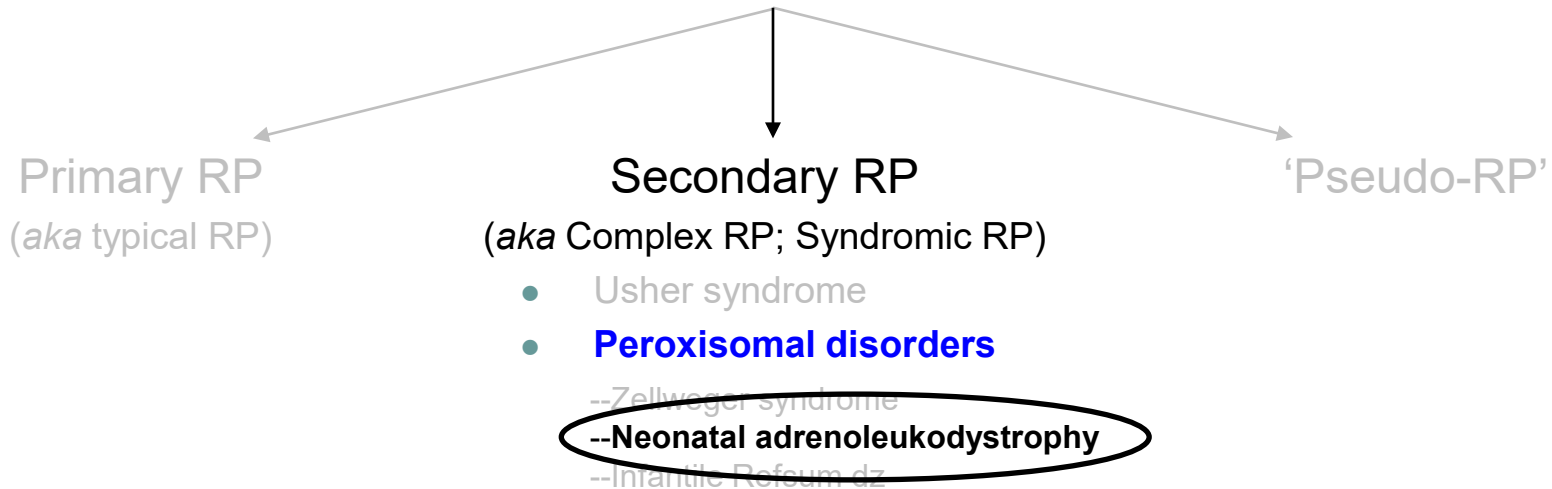 Primary RP
(aka typical RP)
Secondary RP
(aka Complex RP; Syndromic RP)
‘Pseudo-RP’
● Usher syndrome
● Peroxisomal disorders
--Zellweger syndrome
--Neonatal adrenoleukodystrophy
--Infantile Refsum dz